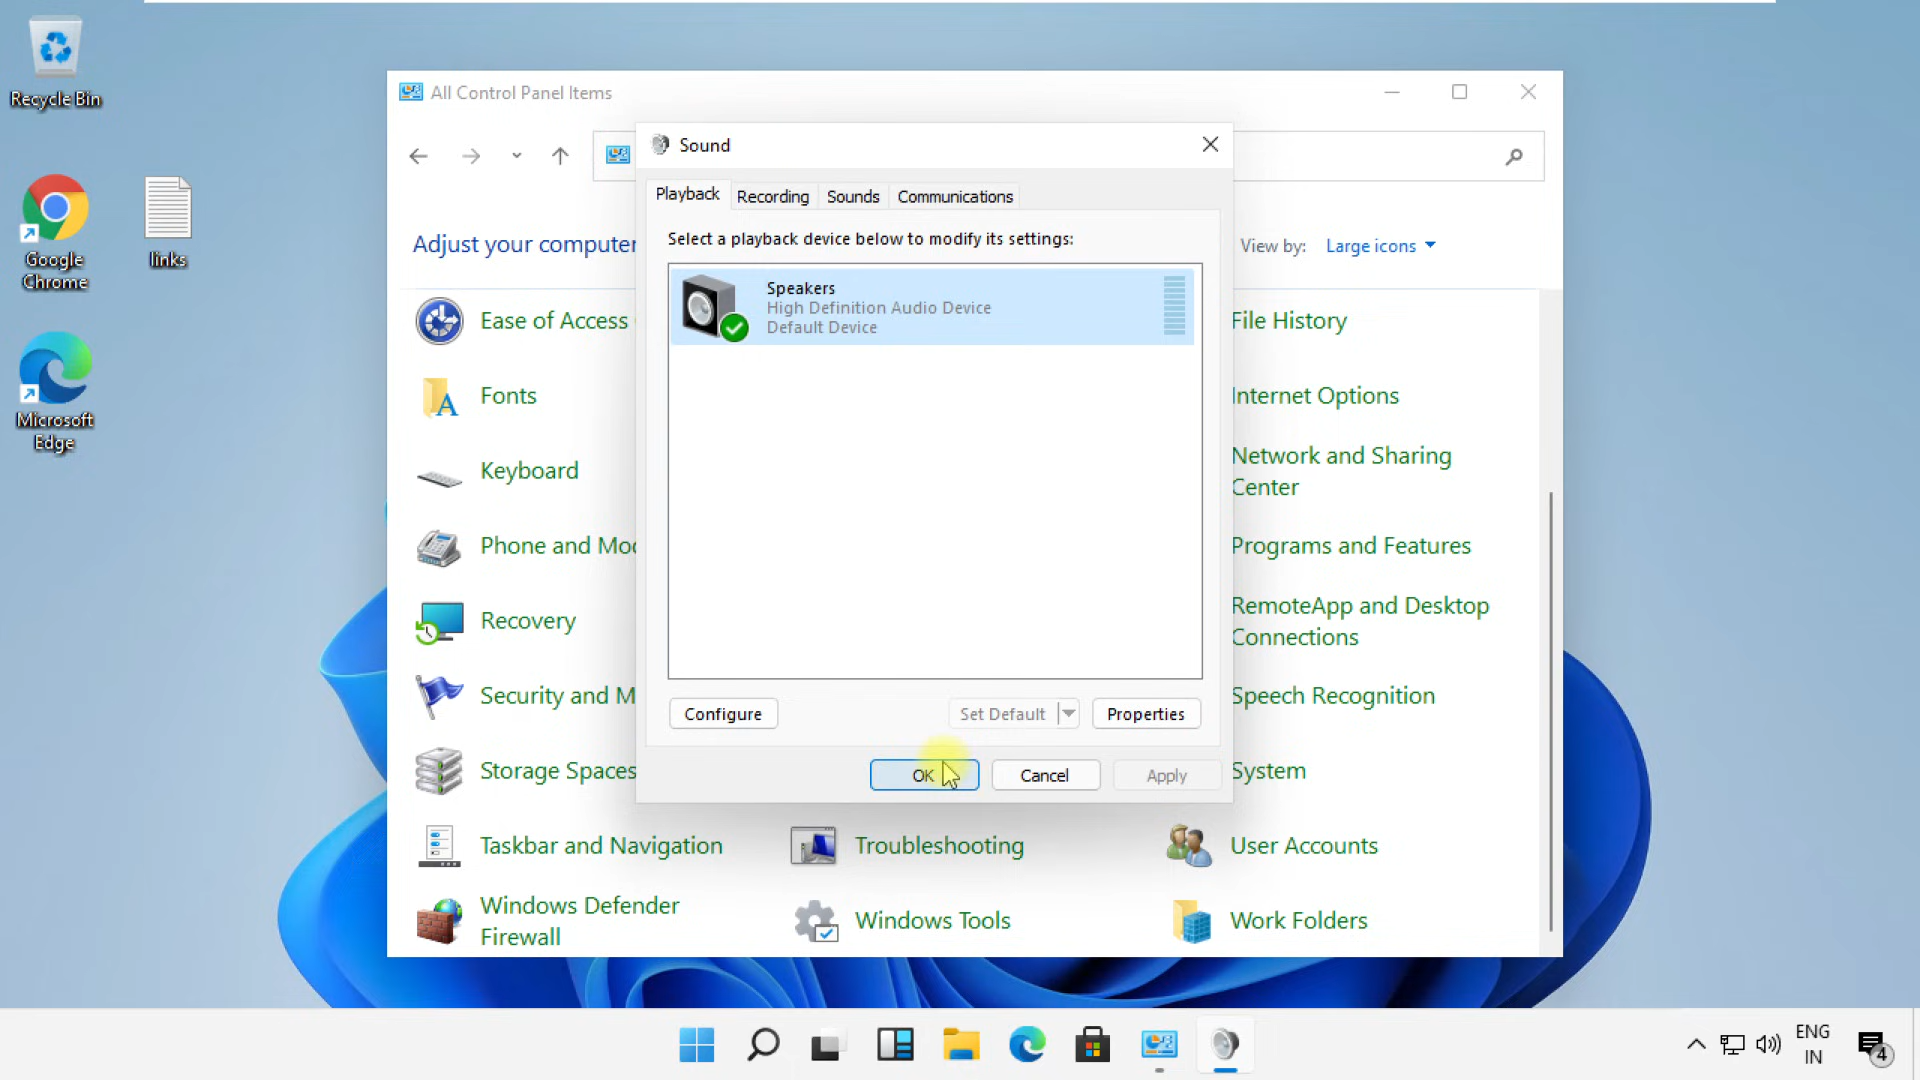 Recycle Bin
Google
Chrome
links
Microsoft
Edge
All Control Panel Items
Sound
Playback
Recording
Sounds
Communications
Select a playback device below to modify its settings:
Speakers
High Definition Audio Device
Default Device
Configure
Set Default
Properties
OK
Cancel
Apply
Adjust your computer
View by:
Large icons
Ease of Access
File History
Fonts
Internet Options
Keyboard
Network and Sharing
Center
Phone and Mo
Programs and Features
Recovery
RemoteApp and Desktop
Connections
Security and M
Speech Recognition
Storage Spaces
System
Taskbar and Navigation
Troubleshooting
User Accounts
Windows Defender
Firewall
Windows Tools
Work Folders
ENG
IN
4